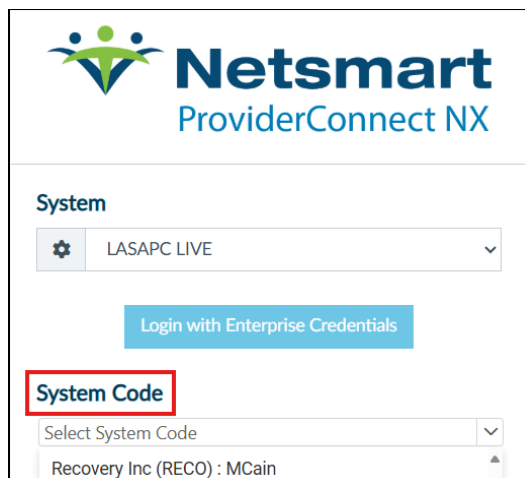 Netsmart
ProviderConnect NX
System
LASAPC LIVE
Login with Enterprise Credentials
System Code
Select System Code
Recovery Inc (RECO) : MCain